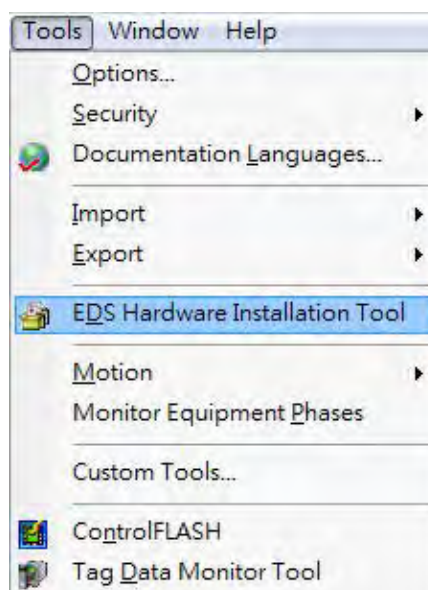 Tools Window Help
Options...
Security
Documentation Languages...
Import
Export
EDS Hardware Installation Tool
Motion
Monitor Equipment Phases
Custom Tools...
ControlFLASH
Tag Data Monitor Tool